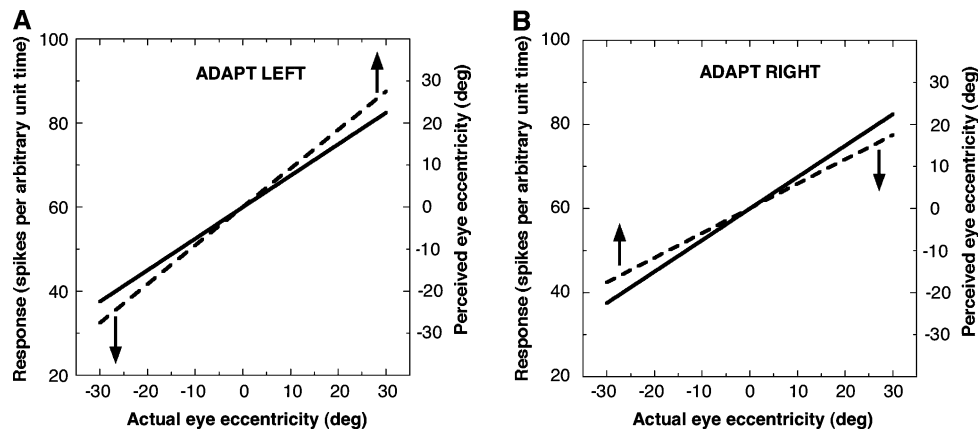 A
ADAPT LEFT
Response (spikes per arbitrary unit time)
100
80
60
40
20
Perceived eye eccentricity (deg)
30
20
10
0
-10
-20
-30
-30 -20 -10 0 10 20 30
Actual eye eccentricity (deg)
B
ADAPT RIGHT
Response (spikes per arbitrary unit time)
100
80
60
40
20
Perceived eye eccentricity (deg)
30
20
10
0
-10
-20
-30
-30 -20 -10 0 10 20 30
Actual eye eccentricity (deg)